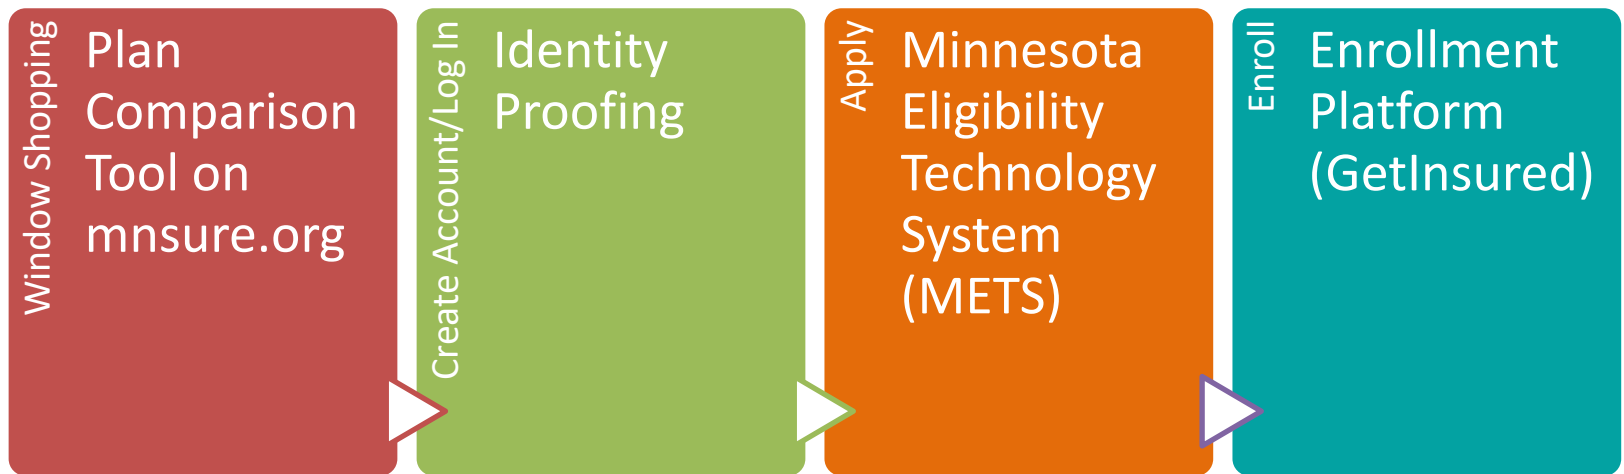 Window Shopping
Plan
Comparison
Tool on
mnsure.org
Create Account/Log In
Identity
Proofing
Apply
Minnesota
Eligibility
Technology
System
(METS)
Enroll
Enrollment
Platform
(GetInsured)